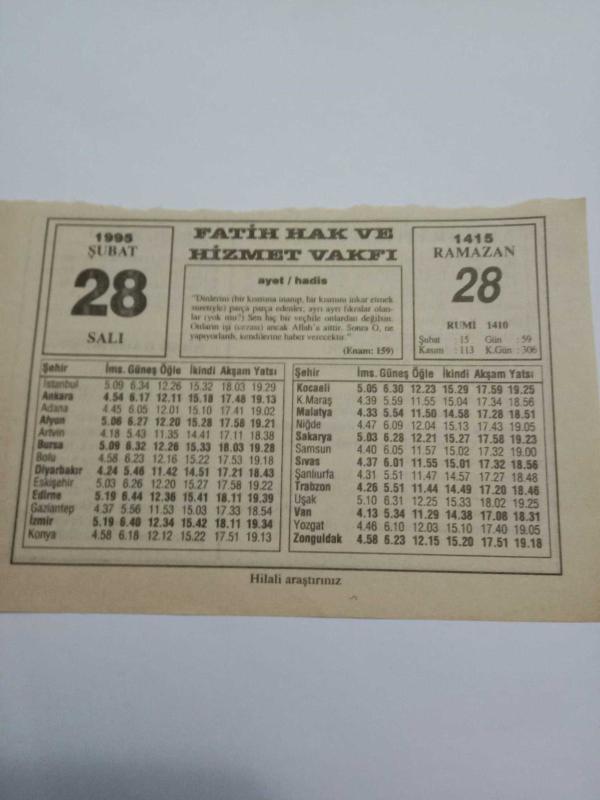 1995
ŞUBAT
28
SALI
FATİH HAK VE
HİZMET VAKFI
ayet / hadis
"Dinlerini (bir kısmına inanıp, bir kısmını inkar etmek
suretiyle) parça parça edenler, ayrı ayrı fıkralar olan-
lar (yok mu?) Sen hiç bir veçhile onlardan değilsin.
Onların işi (cezası) ancak Allah'a aittir. Sonra O, ne
yapıyorlardı, kendilerine haber verecektir."
(Enam: 159)
1415
RAMAZAN
28
RUMİ 1410
Şubat : 15 Gün : 59
Kasım : 113 K.Gün : 306
Şehir İms. Güneş Öğle İkindi Akşam Yatsı
İstanbul 5.09 6.34 12.26 15.32 18.03 19.29
Ankara 4.54 6.17 12.11 15.18 17.48 19.13
Adana 4.45 6.05 12.01 15.10 17.41 19.02
Afyon 5.06 6.27 12.20 15.28 17.58 19.21
Artvin 4.18 5.43 11.35 14.41 17.11 18.38
Bursa 5.09 6.32 12.26 15.33 18.03 19.28
Bolu 4.58 6.23 12.16 15.22 17.53 19.18
Diyarbakır 4.24 5.46 11.42 14.51 17.21 18.43
Eskişehir 5.03 6.26 12.20 15.27 17.58 19.22
Edirne 5.19 6.44 12.36 15.41 18.11 19.39
Gaziantep 4.37 5.56 11.53 15.03 17.33 18.54
İzmir 5.19 6.40 12.34 15.42 18.11 19.34
Konya 4.58 6.18 12.12 15.22 17.51 19.13
Şehir İms. Güneş Öğle İkindi Akşam Yatsı
Kocaeli 5.05 6.30 12.23 15.29 17.59 19.25
K.Maraş 4.39 5.59 11.55 15.04 17.34 18.56
Malatya 4.33 5.54 11.50 14.58 17.28 18.51
Niğde 4.47 6.09 12.04 15.13 17.43 19.05
Sakarya 5.03 6.28 12.21 15.27 17.58 19.23
Samsun 4.40 6.05 11.57 15.02 17.32 19.00
Sıvas 4.37 6.01 11.55 15.01 17.32 18.56
Şanlıurfa 4.31 5.51 11.47 14.57 17.27 18.48
Trabzon 4.26 5.51 11.44 14.49 17.20 18.46
Uşak 5.10 6.31 12.25 15.33 18.02 19.25
Van 4.13 5.34 11.29 14.38 17.08 18.31
Yozgat 4.46 6.10 12.03 15.10 17.40 19.05
Zonguldak 4.58 6.23 12.15 15.20 17.51 19.18
Hilali araştırınız